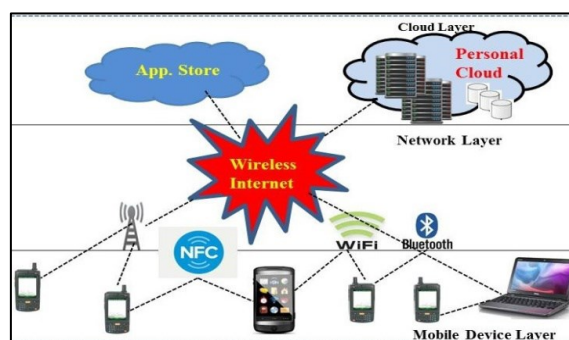 Cloud Layer
App. Store
Personal
Cloud
Network Layer
Wireless
Internet
NFC
WiFi
Bluetooth
Mobile Device Layer